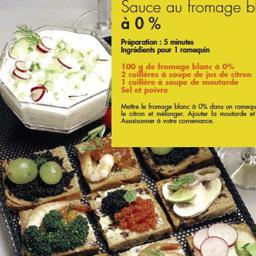 Sauce au fromage b
à 0 %
Préparation : 5 minutes
Ingrédients pour 1 ramequin
100 g de fromage blanc à 0%
2 cuillères à soupe de jus de citron
1 cuillère à soupe de moutarde
Sel et poivre
Mettre le fromage blanc à 0% dans un ramequ
le citron et mélanger. Ajouter la moutarde et
Assaisonner à votre convenance.